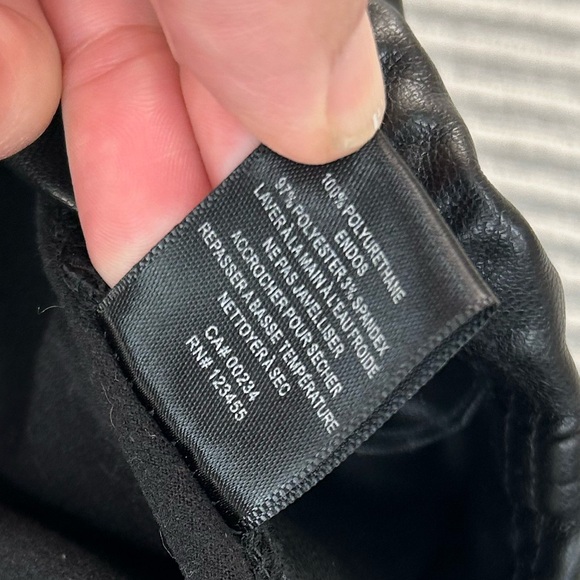 100% POLYURETHANE
ENDOS
97% POLYESTER 3% SPANDEX
LAVER À LA MAIN À L'EAU FROIDE
NE PAS JAVELLISER
ACCROCHER POUR SÉCHER
REPASSER À BASSE TEMPERATURE
NETTOYER À SEC
CA# 00234
RN# 123455